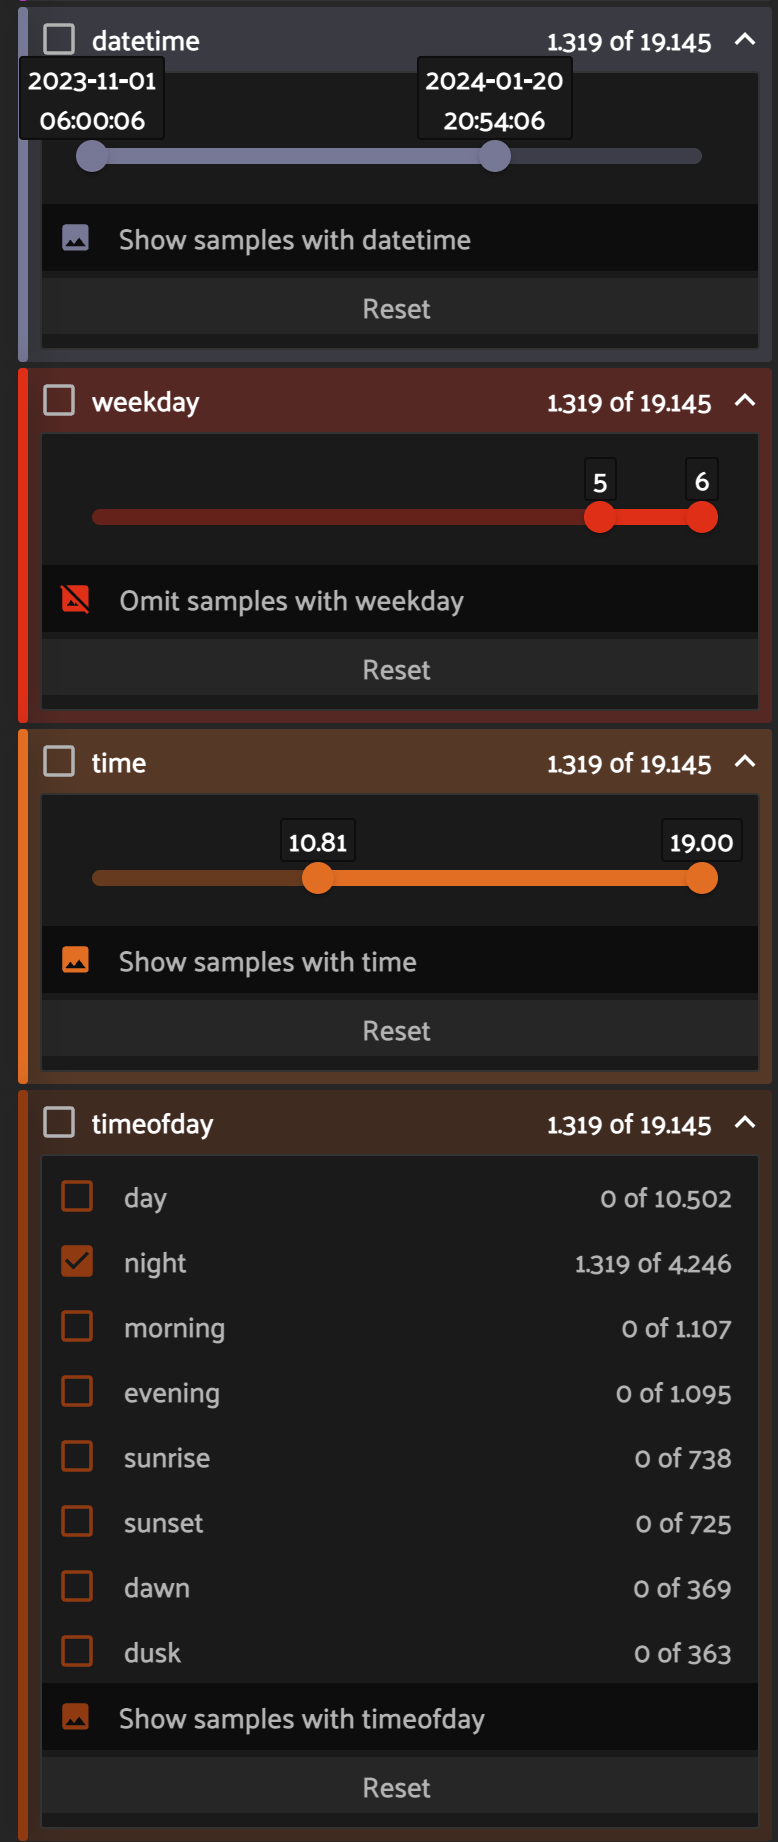 datetime 1.319 of 19.145
2023-11-01 2024-01-20
06:00:06 20:54:06
Show samples with datetime
Reset
weekday 1.319 of 19.145
5 6
Omit samples with weekday
Reset
time 1.319 of 19.145
10.81 19.00
Show samples with time
Reset
timeofday 1.319 of 19.145
day 0 of 10.502
night 1.319 of 4.246
morning 0 of 1.107
evening 0 of 1.095
sunrise 0 of 738
sunset 0 of 725
dawn 0 of 369
dusk 0 of 363
Show samples with timeofday
Reset